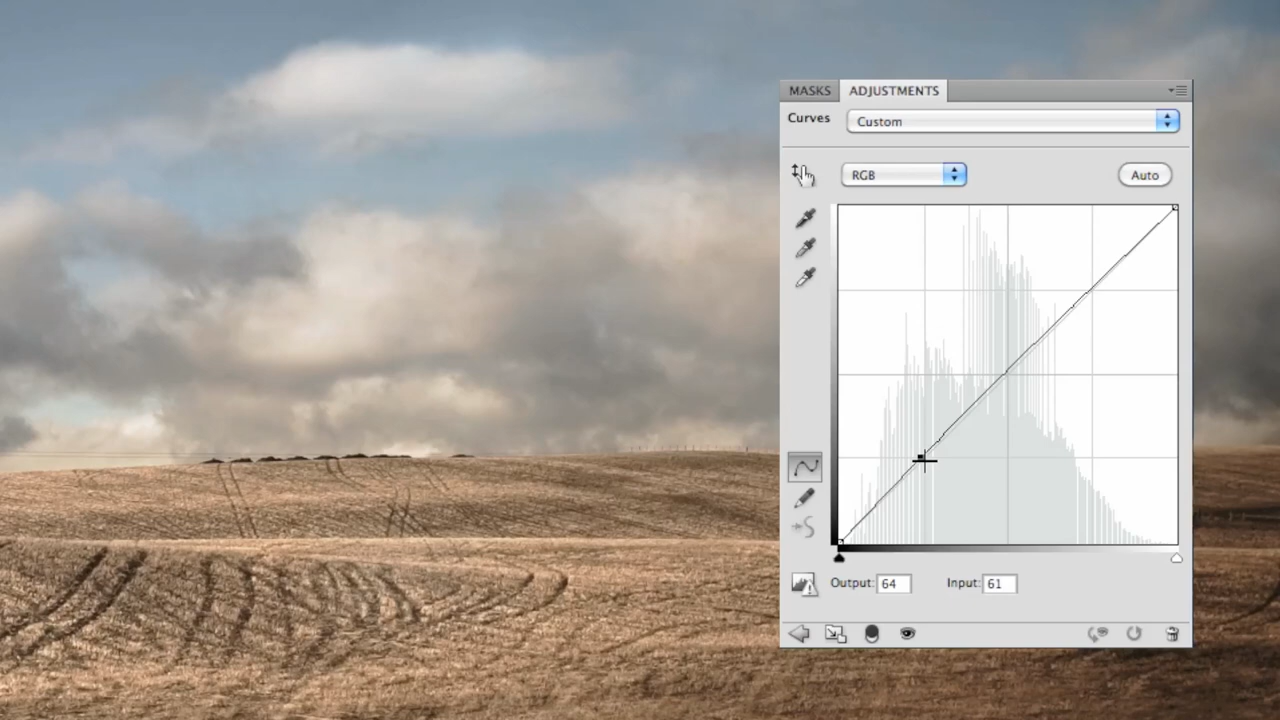 MASKS ADJUSTMENTS
Curves Custom
RGB Auto
Output: 64 Input: 61